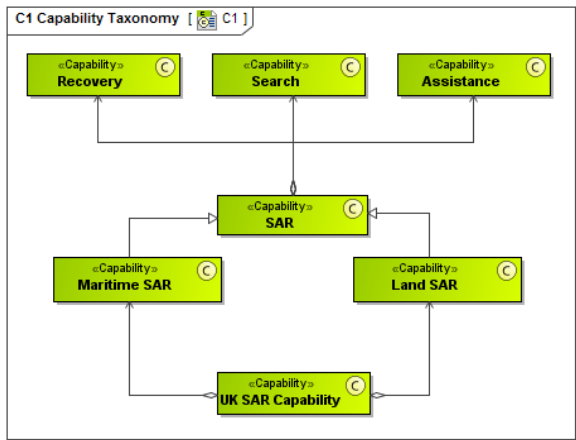 C1 Capability Taxonomy [ C1 ]
«Capability» C
Recovery
«Capability» C
Search
«Capability» C
Assistance
«Capability» C
SAR
«Capability» C
Maritime SAR
«Capability» C
Land SAR
«Capability» C
UK SAR Capability